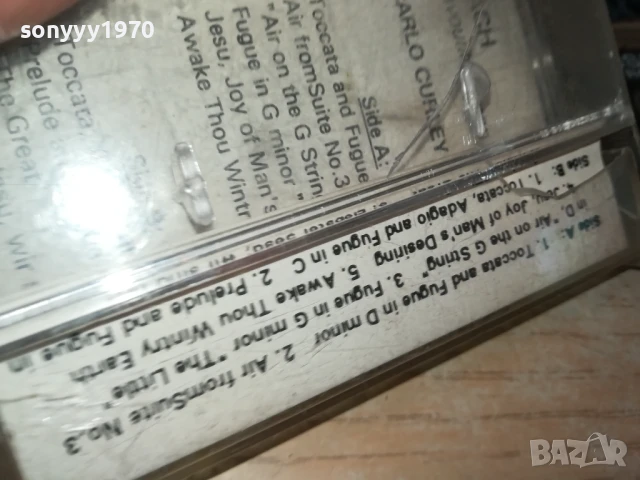 sonyyy1970
ARLO CURLEY
Side A:
Toccata and Fugue
Air fromSuite No.3
"Air on the G Strin
Fugue in G minor "
Jesu, Joy of Man's
Awake Thou Wintr
Toccata,
Prelude
the Great
Side A: 1. Toccata and Fugue in D minor 2. Air fromSuite No.3
in D. "Air on the G String" 3. Fugue in G minor "The Little"
4. Jesu, Joy of Man's Desiring 5. Awake Thou Wintry Earth
Side B: 1. Toccata, Adagio and Fugue in C 2. Prelude and Fugue in
BAZAR